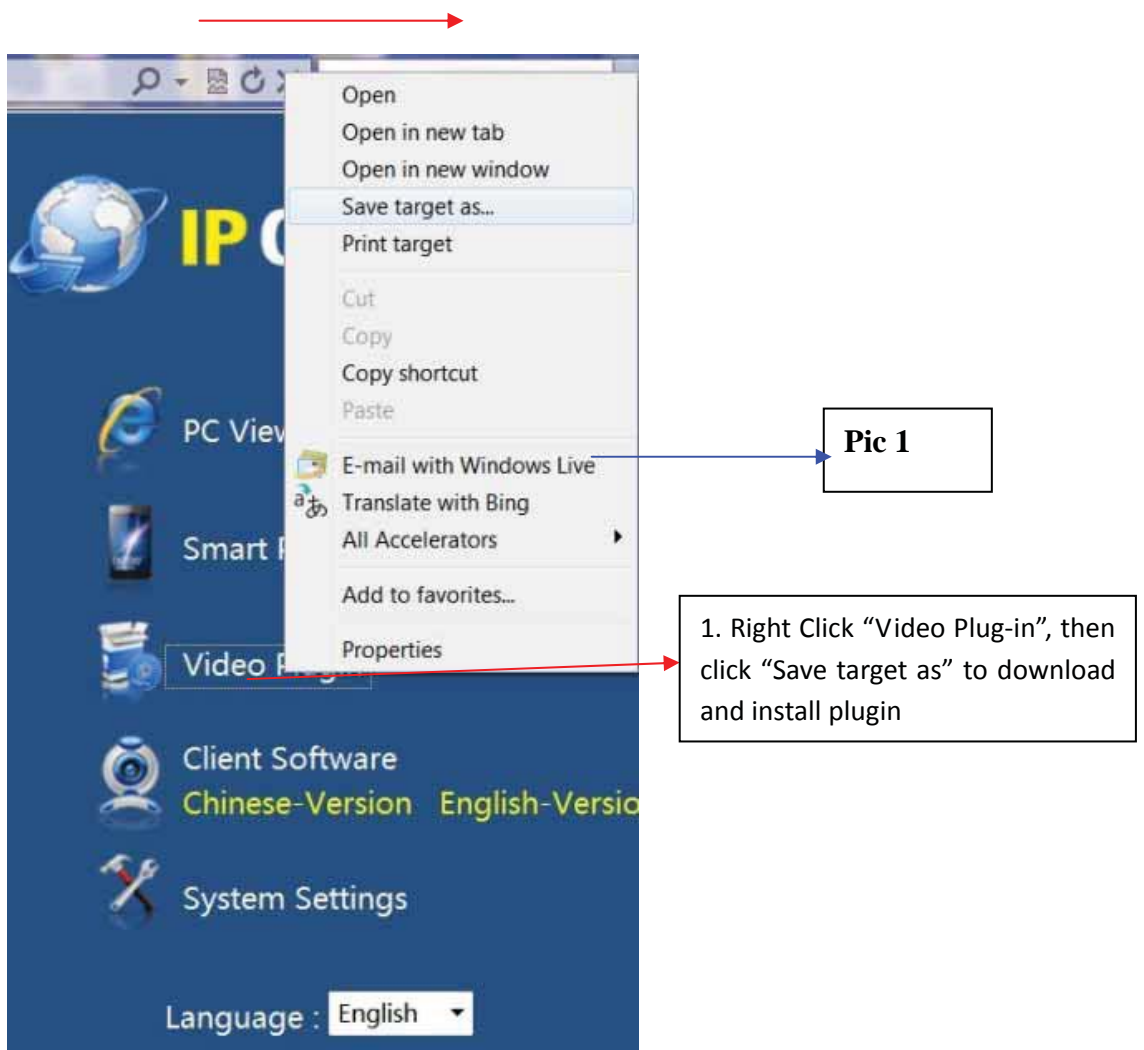 Open
Open in new tab
Open in new window
Save target as...
Print target
Cut
Copy
Copy shortcut
Paste
E-mail with Windows Live
Translate with Bing
All Accelerators
Add to favorites...
Properties
IP
PC View
Smart
Video Plugin
Client Software
Chinese-Version English-Versio
System Settings
Language : English
Pic 1
1. Right Click “Video Plug-in”, then
click “Save target as” to download
and install plugin